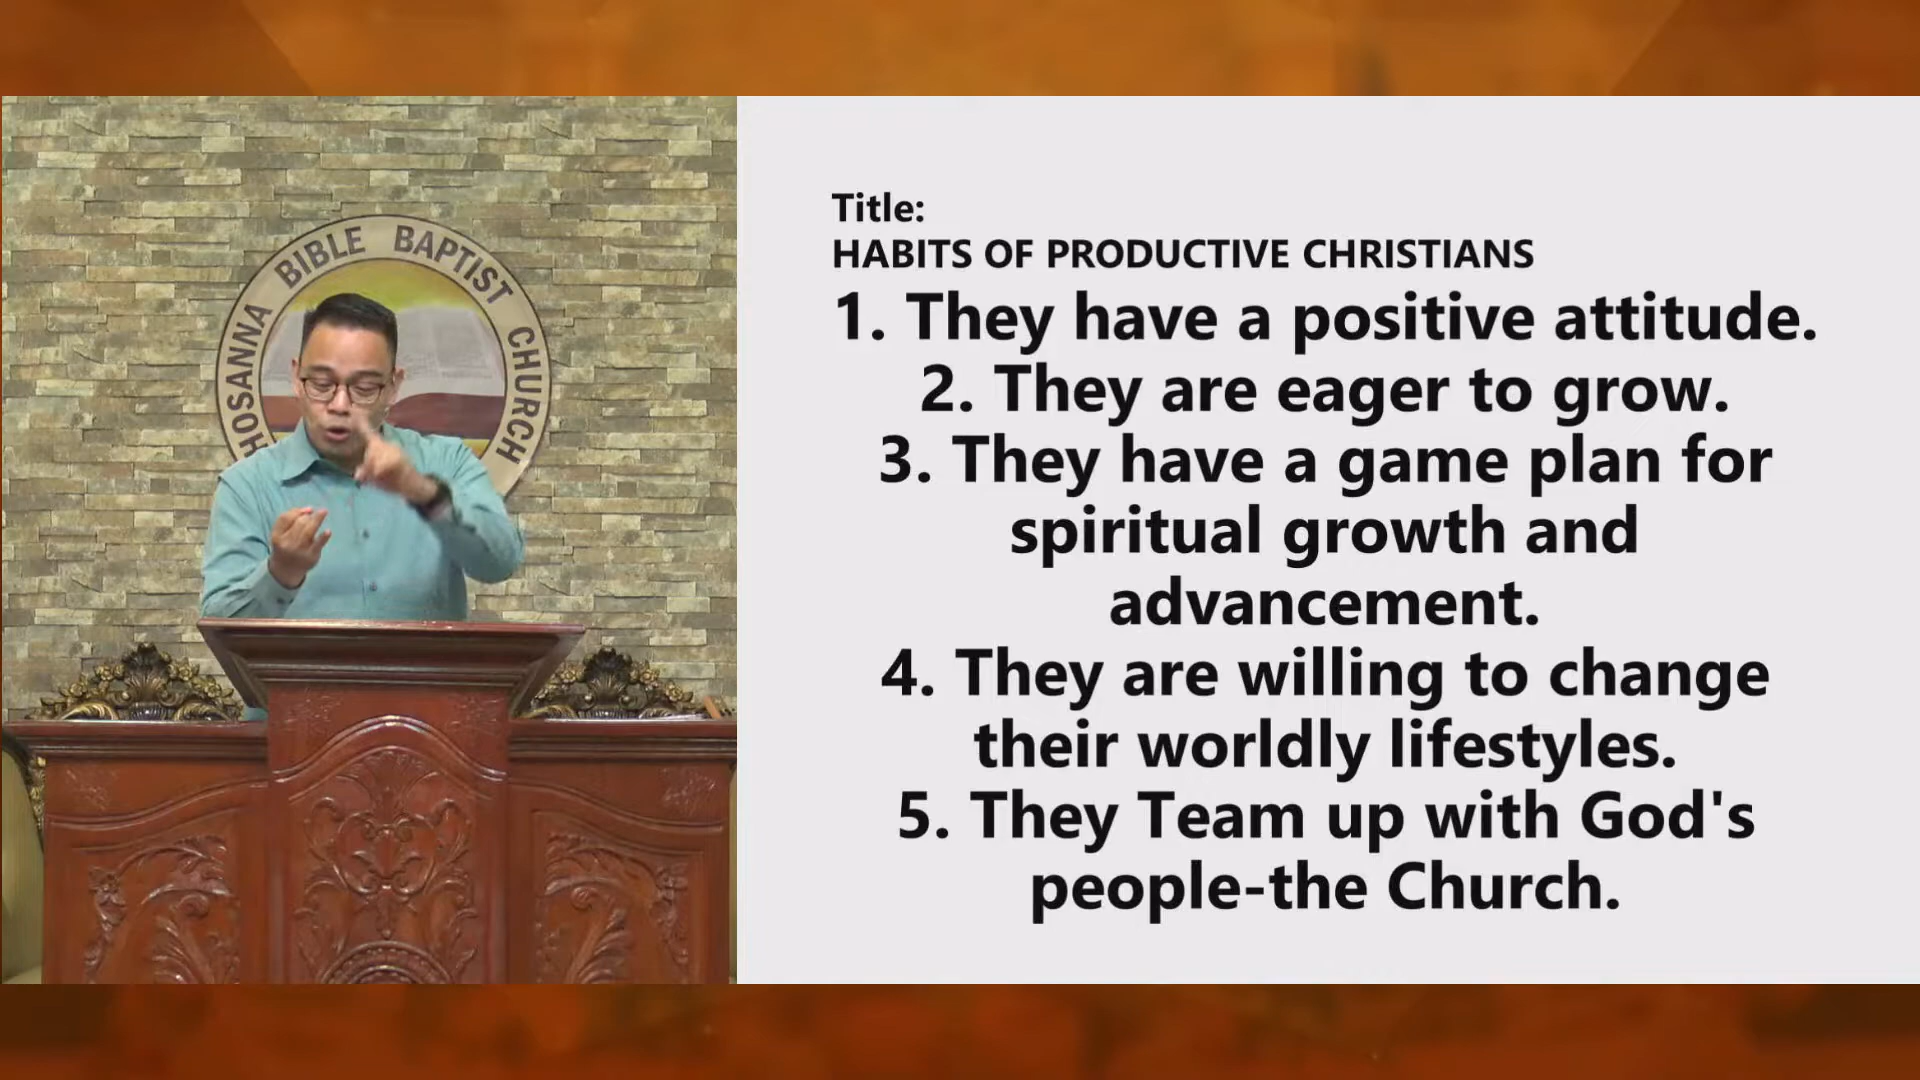 HOSANNA BIBLE BAPTIST CHURCH
Title:
HABITS OF PRODUCTIVE CHRISTIANS
1. They have a positive attitude.
2. They are eager to grow.
3. They have a game plan for
spiritual growth and
advancement.
4. They are willing to change
their worldly lifestyles.
5. They Team up with God's
people-the Church.